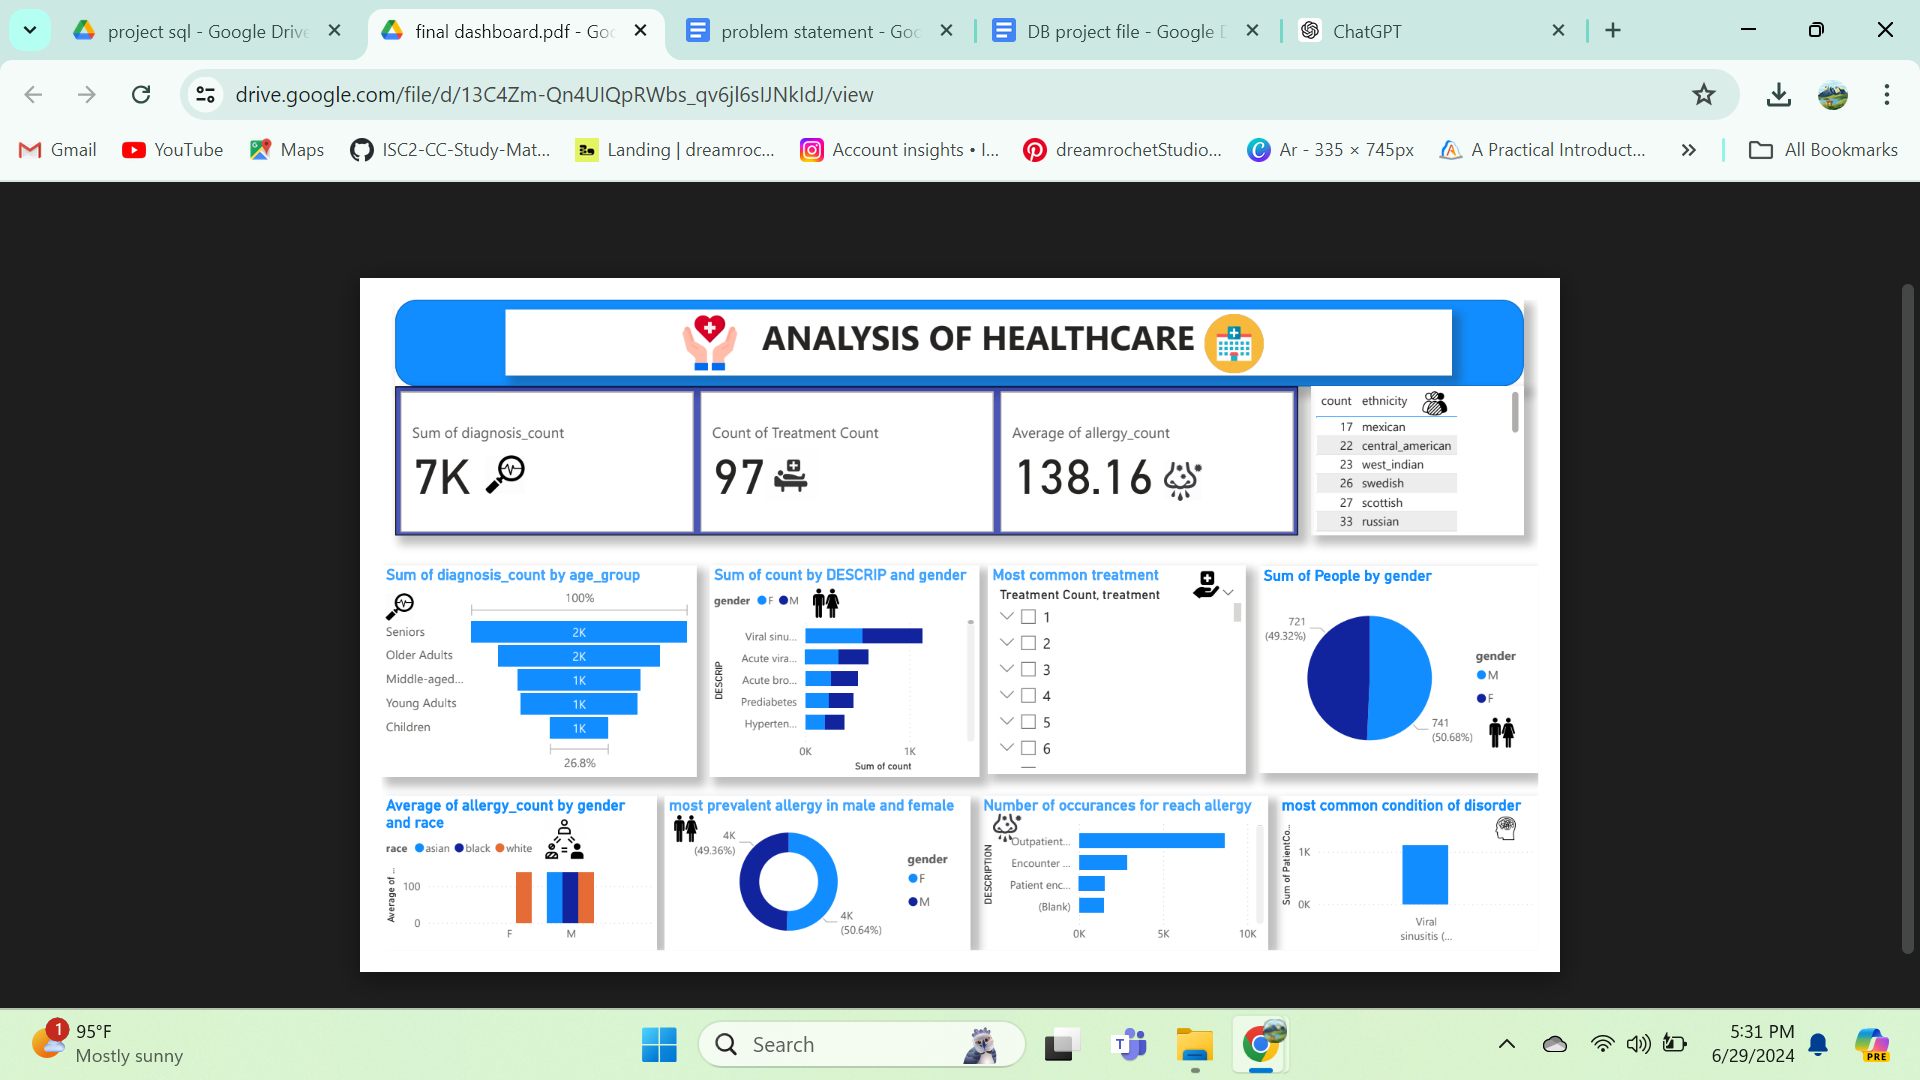 project sql - Google Drive
final dashboard.pdf - Goo
problem statement - Goo
DB project file - Google D
ChatGPT
drive.google.com/file/d/13C4Zm-Qn4UIQpRWbs_qv6jl6sIJNkIdJ/view
Gmail
YouTube
Maps
ISC2-CC-Study-Mat...
Landing | dreamroc...
Account insights • I...
dreamrochetStudio...
Ar - 335 × 745px
A Practical Introduct...
All Bookmarks
ANALYSIS OF HEALTHCARE
Sum of diagnosis_count
7K
Count of Treatment Count
97
Average of allergy_count
138.16
count ethnicity
17 mexican
22 central_american
23 west_indian
26 swedish
27 scottish
33 russian
Sum of diagnosis_count by age_group
100%
Seniors 2K
Older Adults 2K
Middle-aged... 1K
Young Adults 1K
Children 1K
26.8%
Sum of count by DESCRIP and gender
gender F M
DESCRIP
Viral sinu...
Acute vira...
Acute bro...
Prediabetes
Hyperten...
0K 1K
Sum of count
Most common treatment
Treatment Count, treatment
1
2
3
4
5
6
Sum of People by gender
721
(49.32%)
gender
M
F
741
(50.68%)
Average of allergy_count by gender
and race
race asian black white
Average of ...
100
0
F M
most prevalent allergy in male and female
4K
(49.36%)
gender
F
M
4K
(50.64%)
Number of occurances for reach allergy
DESCRIPTION
Outpatient...
Encounter ...
Patient enc...
(Blank)
0K 5K 10K
most common condition of disorder
Sum of PatientCo...
1K
0K
Viral
sinusitis (...
1
95°F
Mostly sunny
Search
T
5:31 PM
6/29/2024
PRE